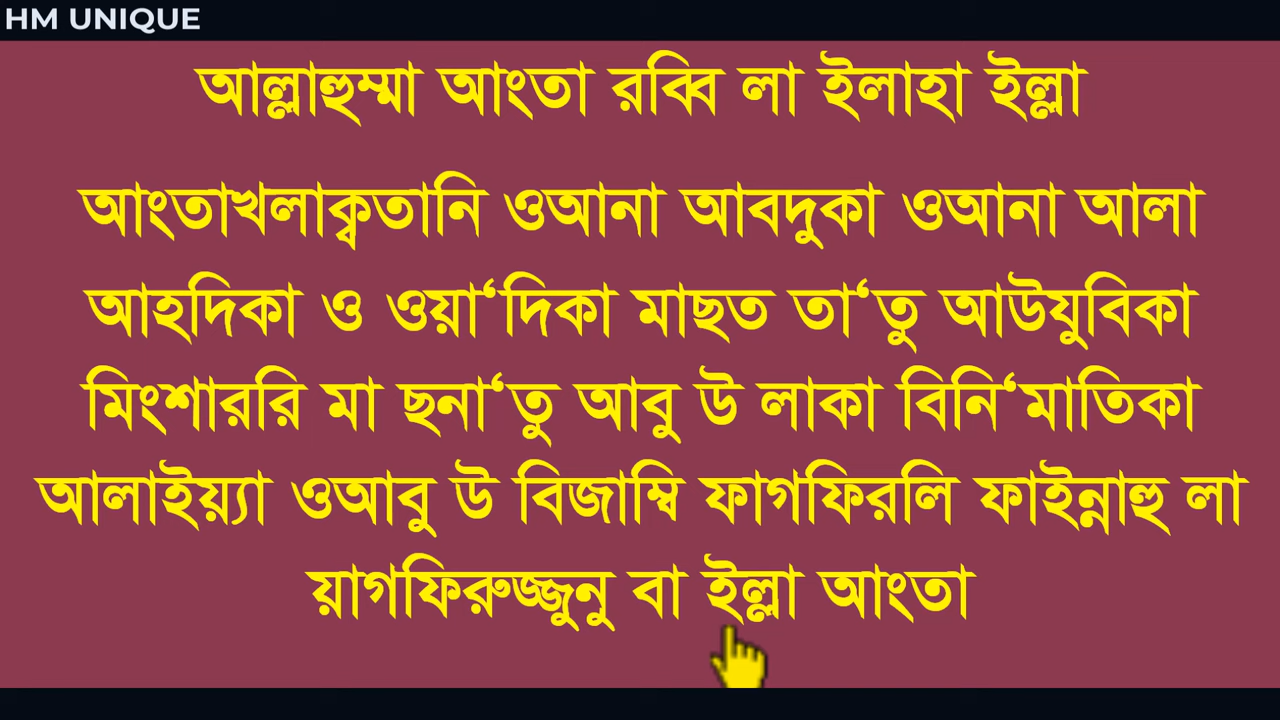 HM UNIQUE
আল্লাহুম্মা আংতা রব্বি লা ইলাহা ইল্লা
আংতাখলাক্বতানি ওআনা আবদুকা ওআনা আলা
আহদিকা ও ওয়া‘দিকা মাছত তা‘তু আউযুবিকা
মিংশাররি মা ছনা‘তু আবু উ লাকা বিনি‘মাতিকা
আলাইয়্যা ওআবু উ বিজাম্বি ফাগফিরলি ফাইন্নাহু লা
য়াগফিরুজ্জুনু বা ইল্লা আংতা